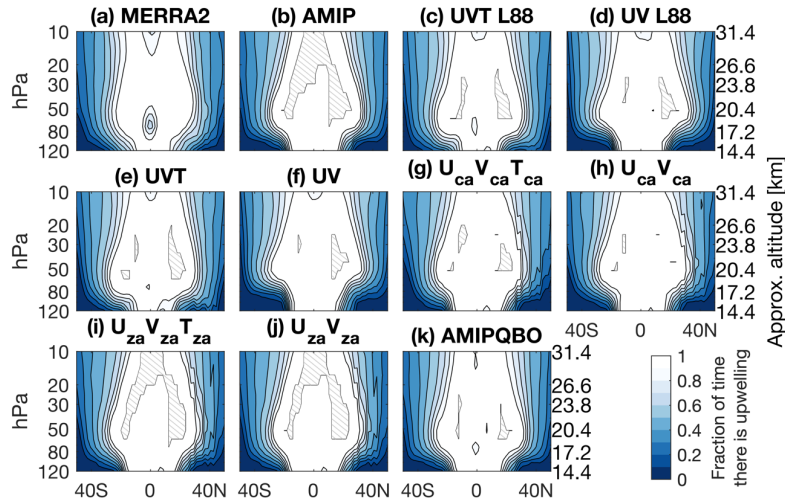 (a) MERRA2
(b) AMIP
(c) UVT L88
(d) UV L88
hPa
10
20
30
50
80
120
31.4
26.6
23.8
20.4
17.2
14.4
(e) UVT
(f) UV
(g) UcaVcaTca
(h) UcaVca
hPa
10
20
30
50
80
120
31.4
26.6
23.8
20.4
17.2
14.4
Approx. altitude [km]
40S 0 40N
(i) UzaVzaTza
(j) UzaVza
(k) AMIPQBO
hPa
10
20
30
50
80
120
31.4
26.6
23.8
20.4
17.2
14.4
40S 0 40N
40S 0 40N
40S 0 40N
1
0.8
0.6
0.4
0.2
0
Fraction of time
there is upwelling